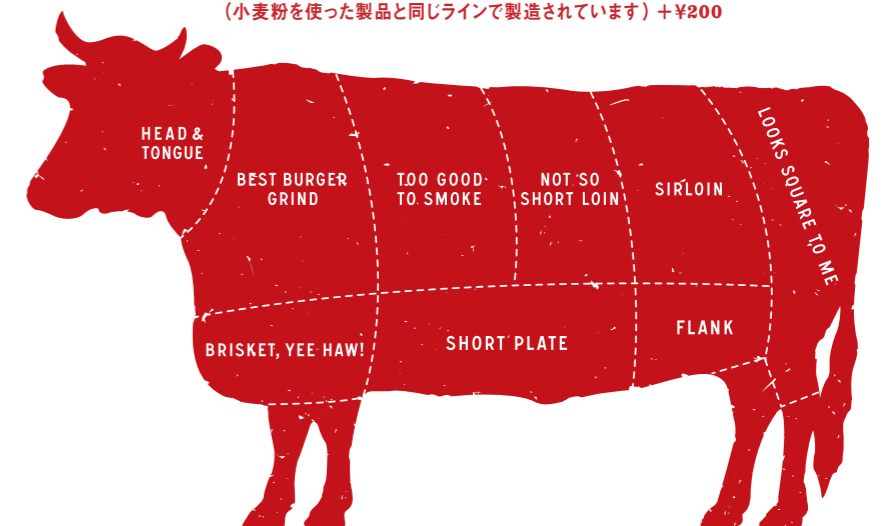 (小麦粉を使った製品と同じラインで製造されています) +¥200
HEAD &
TONGUE
BEST BURGER
GRIND
TOO GOOD
TO SMOKE
NOT SO
SHORT LOIN
SIRLOIN
LOOKS SQUARE TO ME
BRISKET, YEE HAW!
SHORT PLATE
FLANK